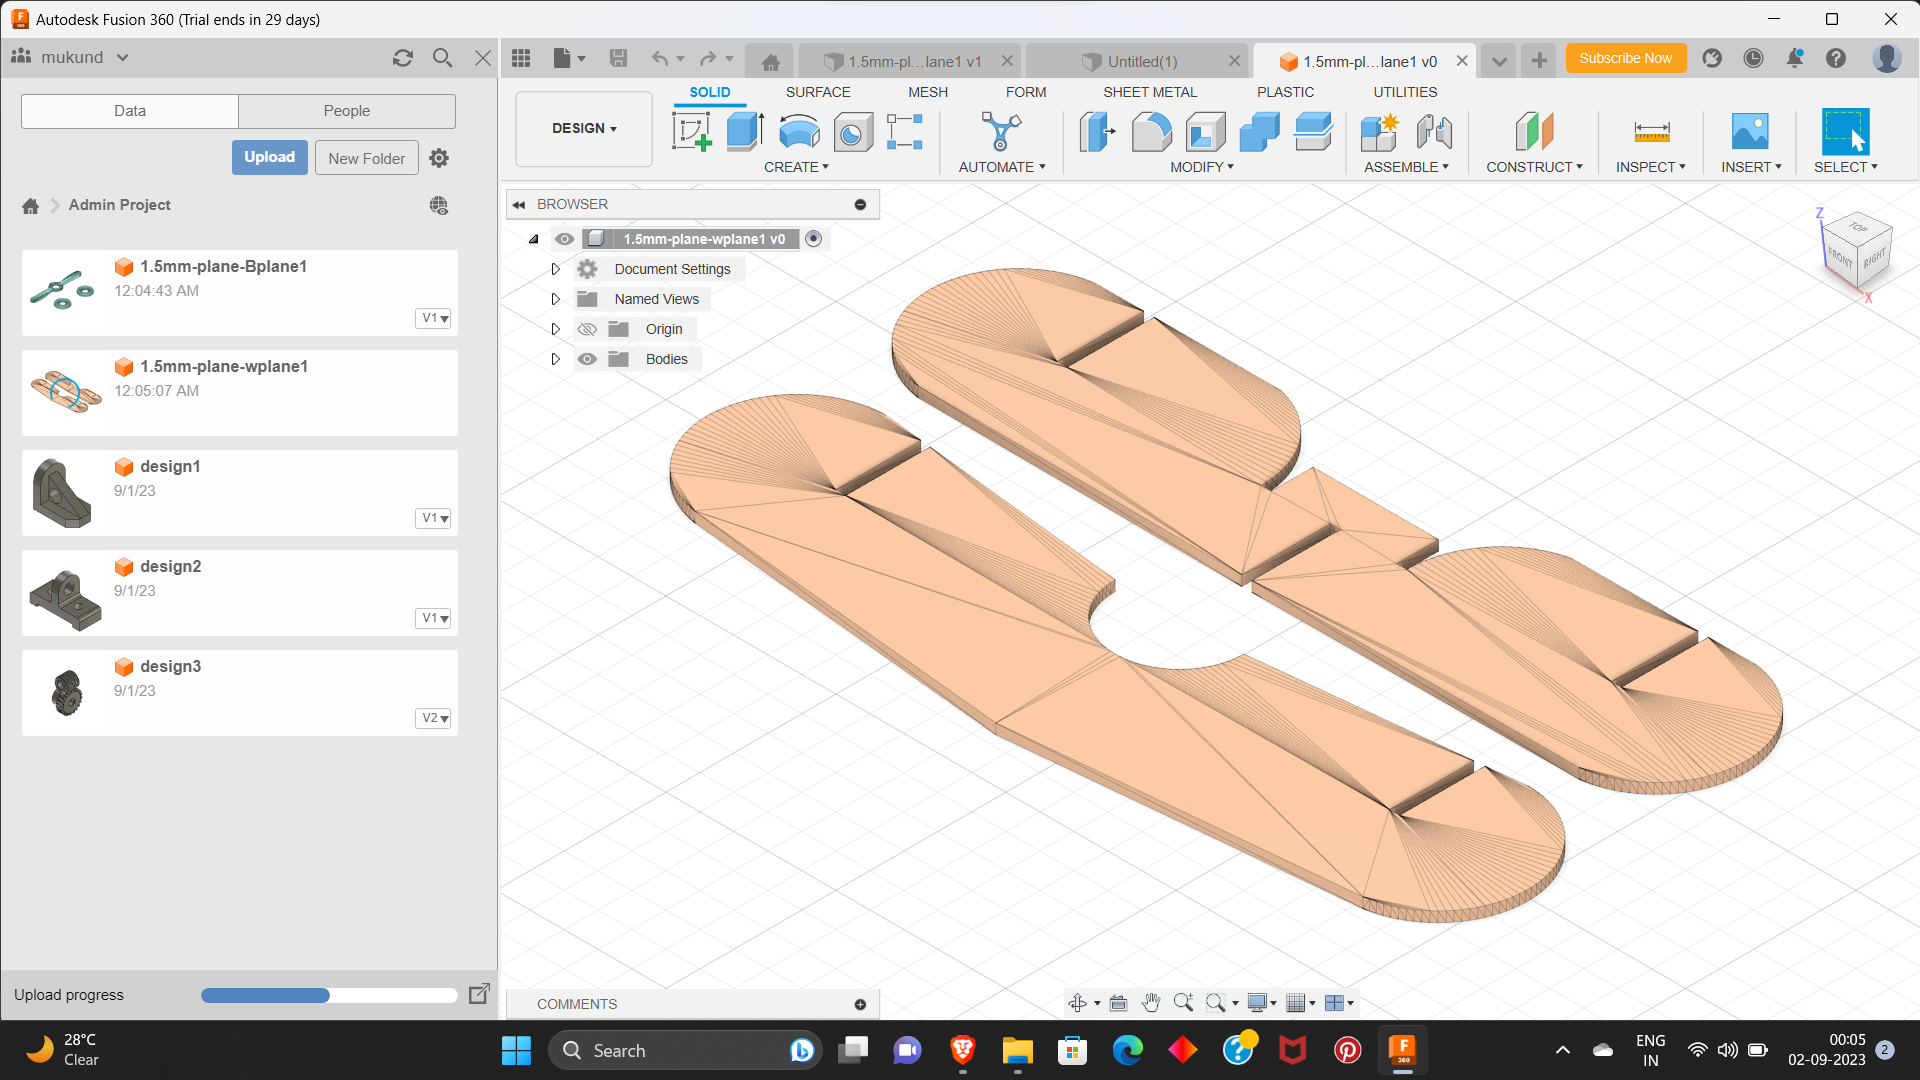 Autodesk Fusion 360 (Trial ends in 29 days)
mukund
1.5mm-pl...lane1 v1
Untitled(1)
1.5mm-pl...lane1 v0
Subscribe Now
Data
People
Upload
New Folder
Admin Project
1.5mm-plane-Bplane1
12:04:43 AM
V1
1.5mm-plane-wplane1
12:05:07 AM
design1
9/1/23
V1
design2
9/1/23
V1
design3
9/1/23
V2
Upload progress
DESIGN
SOLID
SURFACE
MESH
FORM
SHEET METAL
PLASTIC
UTILITIES
CREATE
AUTOMATE
MODIFY
ASSEMBLE
CONSTRUCT
INSPECT
INSERT
SELECT
BROWSER
1.5mm-plane-wplane1 v0
Document Settings
Named Views
Origin
Bodies
Z
TOP
FRONT
RIGHT
X
COMMENTS
28°C
Clear
Search
F
360
ENG
IN
00:05
02-09-2023
2